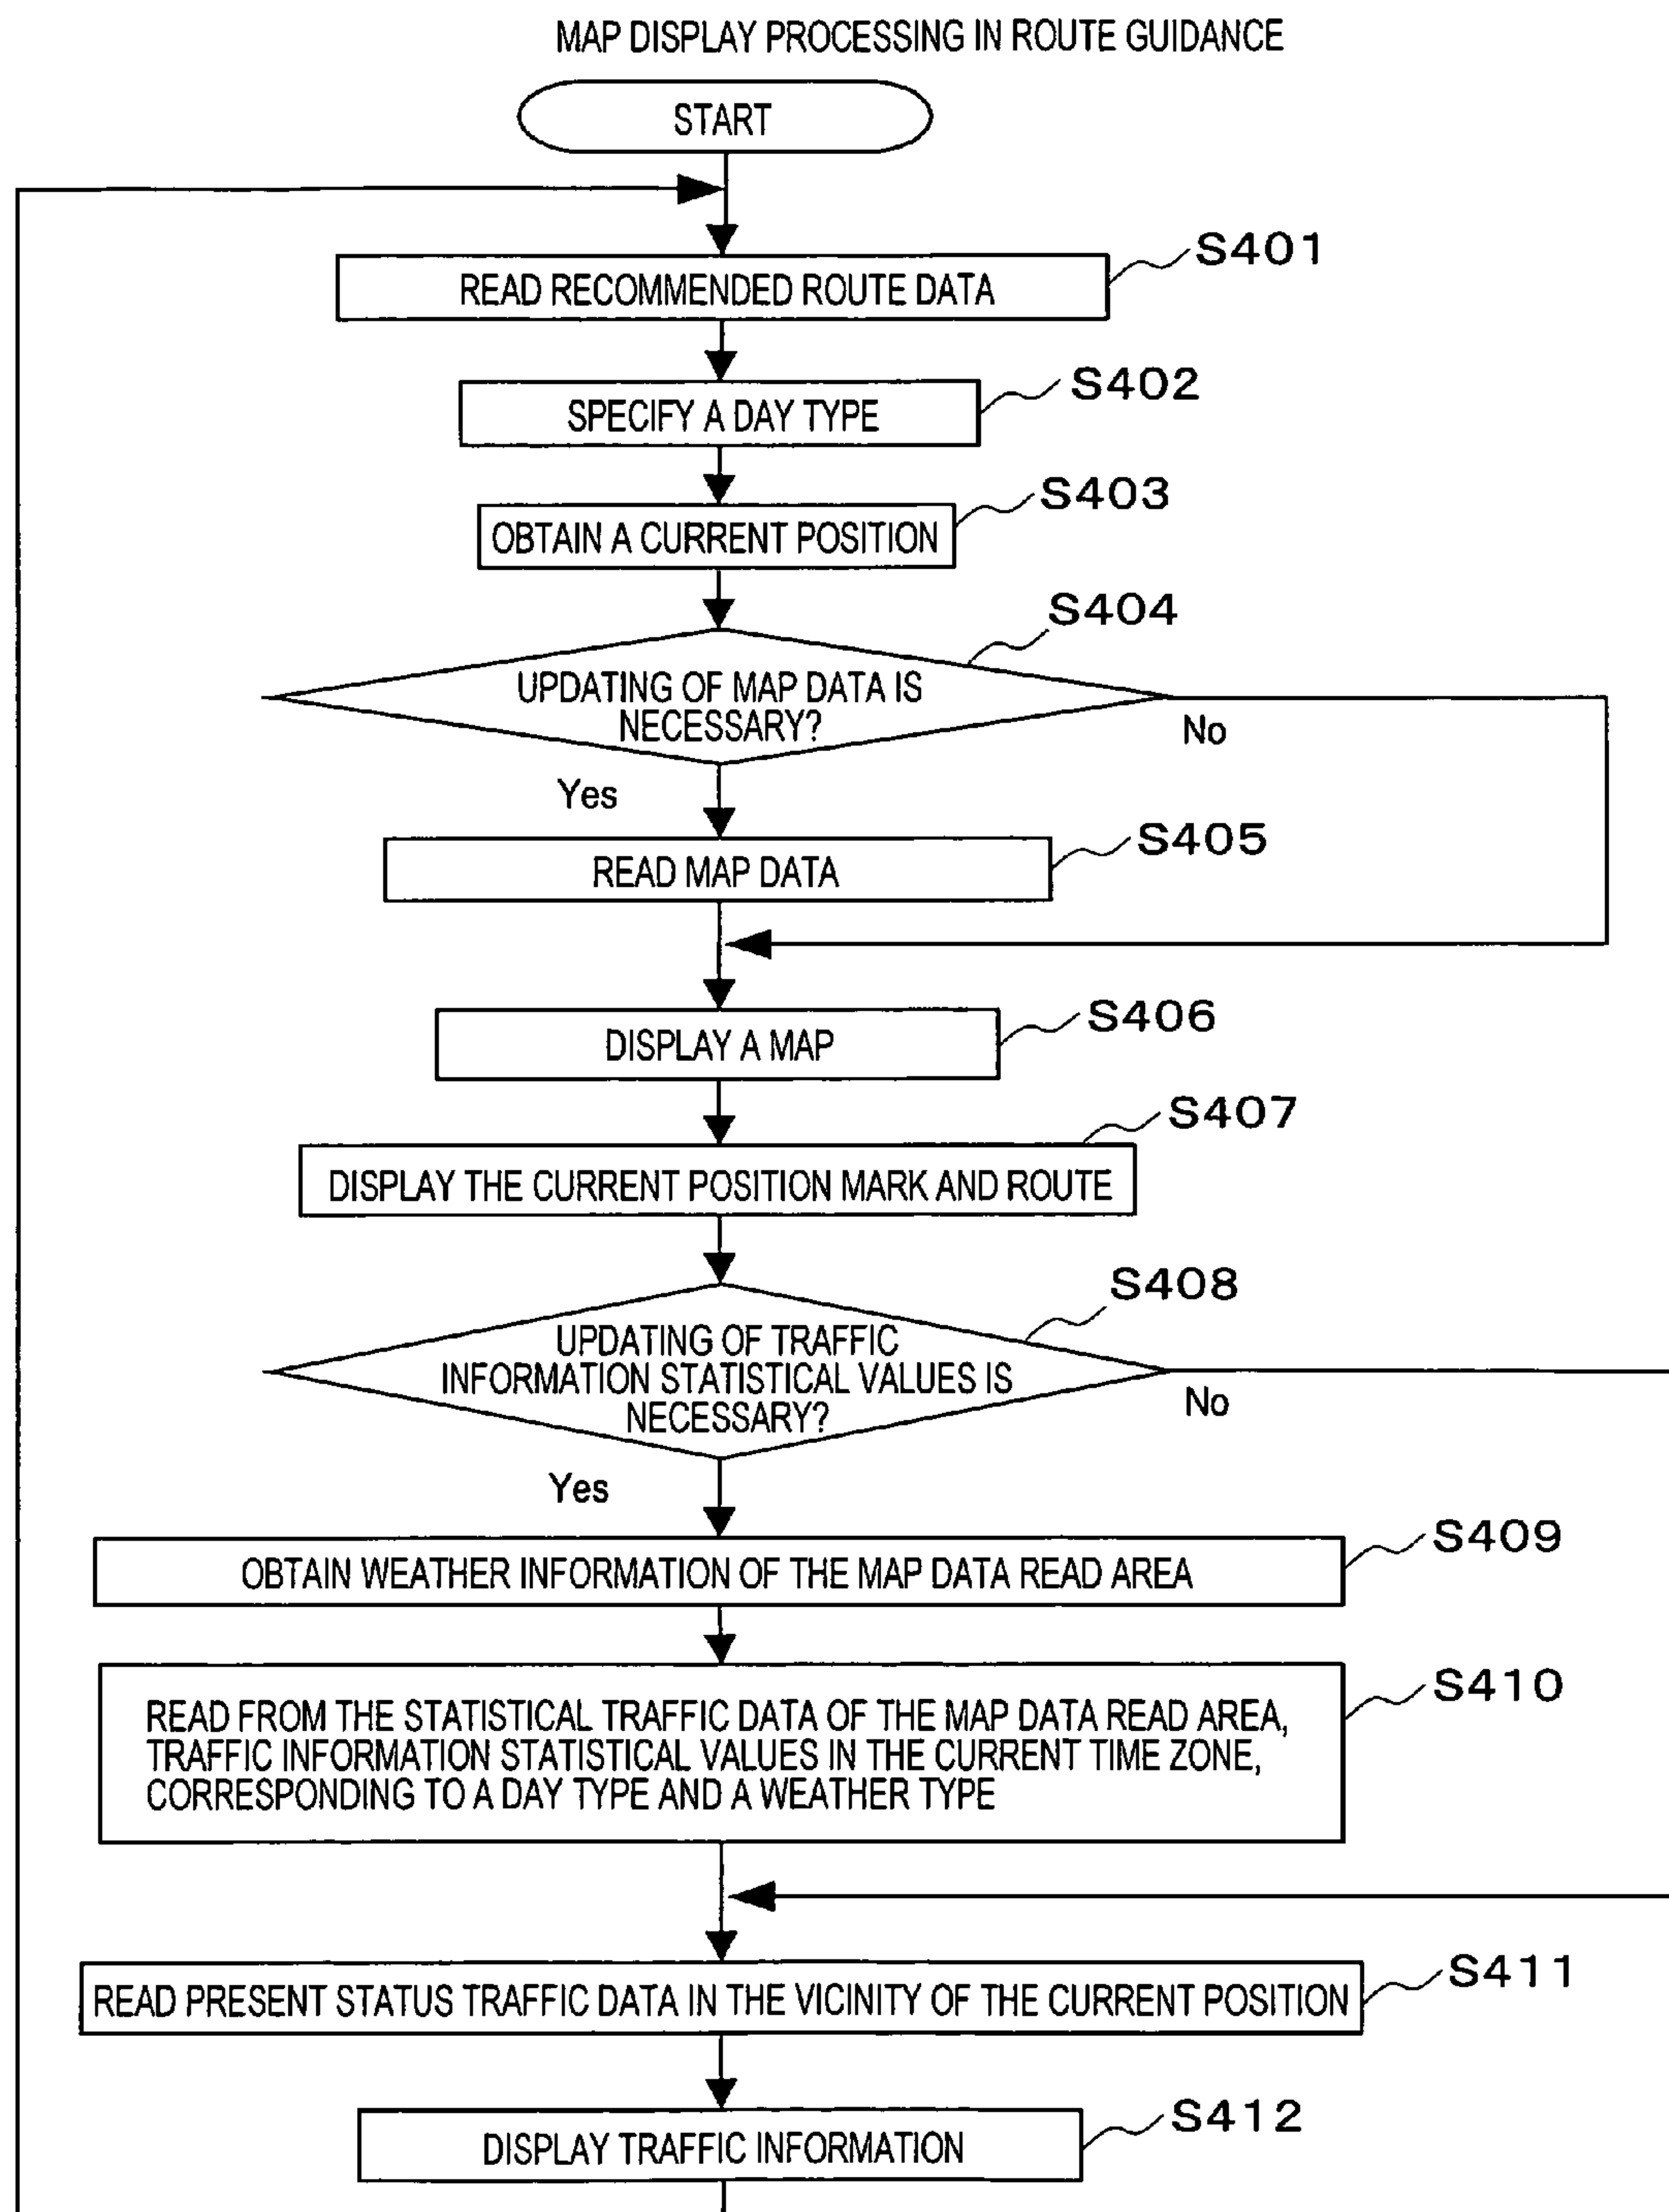 MAP DISPLAY PROCESSING IN ROUTE GUIDANCE
START
S401
READ RECOMMENDED ROUTE DATA
S402
SPECIFY A DAY TYPE
S403
OBTAIN A CURRENT POSITION
S404
UPDATING OF MAP DATA IS
NECESSARY?
No
Yes
S405
READ MAP DATA
S406
DISPLAY A MAP
S407
DISPLAY THE CURRENT POSITION MARK AND ROUTE
S408
UPDATING OF TRAFFIC
INFORMATION STATISTICAL VALUES IS
NECESSARY?
No
Yes
S409
OBTAIN WEATHER INFORMATION OF THE MAP DATA READ AREA
S410
READ FROM THE STATISTICAL TRAFFIC DATA OF THE MAP DATA READ AREA,
TRAFFIC INFORMATION STATISTICAL VALUES IN THE CURRENT TIME ZONE,
CORRESPONDING TO A DAY TYPE AND A WEATHER TYPE
S411
READ PRESENT STATUS TRAFFIC DATA IN THE VICINITY OF THE CURRENT POSITION
S412
DISPLAY TRAFFIC INFORMATION